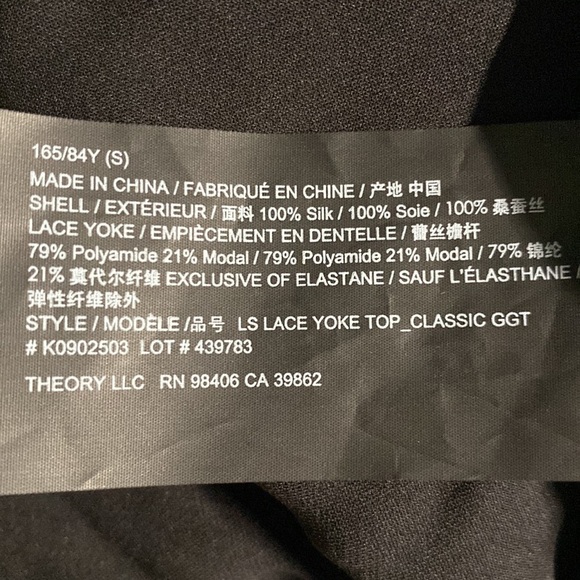 165/84Y (S)
MADE IN CHINA / FABRIQUÉ EN CHINE / 产地 中国
SHELL / EXTÉRIEUR / 面料 100% Silk / 100% Soie / 100% 桑蚕丝
LACE YOKE / EMPIÈCEMENT EN DENTELLE / 蕾丝檐杆
79% Polyamide 21% Modal / 79% Polyamide 21% Modal / 79% 锦纶
21% 莫代尔纤维 EXCLUSIVE OF ELASTANE / SAUF L'ÉLASTHANE /
弹性纤维除外
STYLE / MODÈLE /品号 LS LACE YOKE TOP_CLASSIC GGT
# K0902503 LOT # 439783
THEORY LLC RN 98406 CA 39862